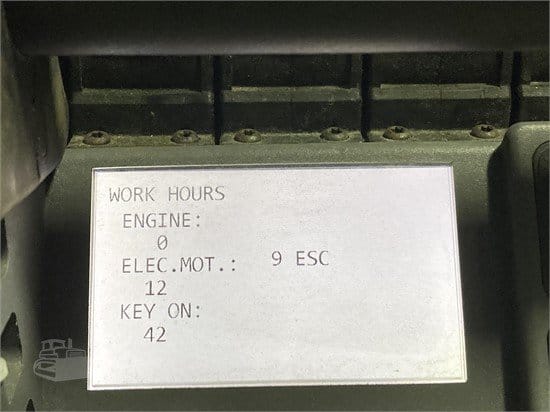 WORK HOURS
ENGINE:
0
ELEC.MOT.: 9 ESC
12
KEY ON:
42